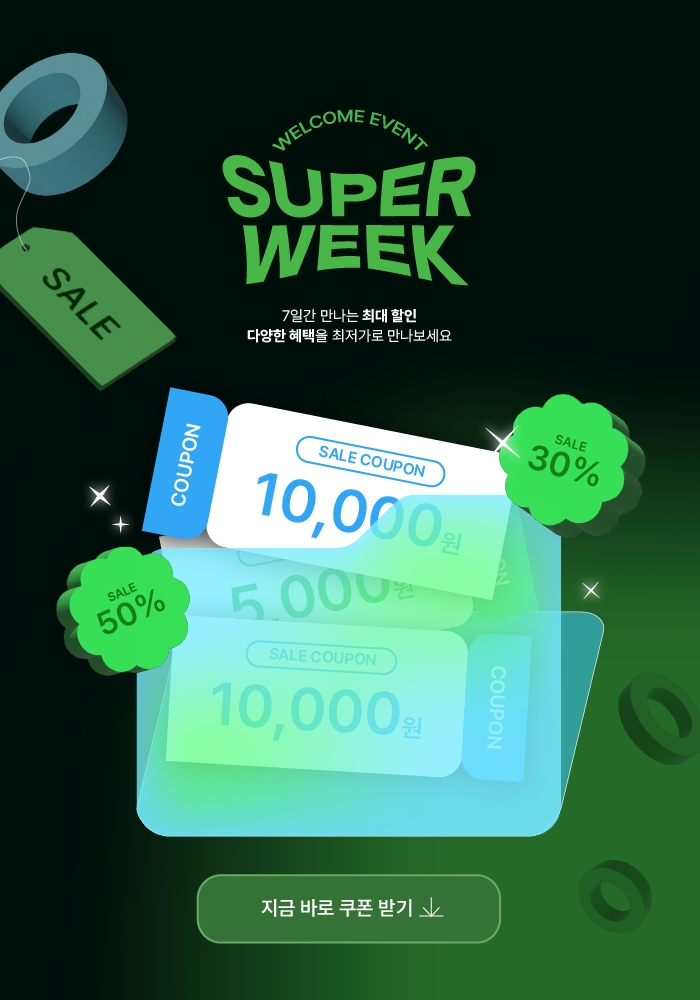 WELCOME EVENT
SUPER
WEEK
7일간 만나는 최대 할인
다양한 혜택을 최저가로 만나보세요
SALE
COUPON
SALE COUPON
10,000원
SALE
30%
5,000원
SALE
50%
SALE COUPON
10,000원
COUPON
지금 바로 쿠폰 받기